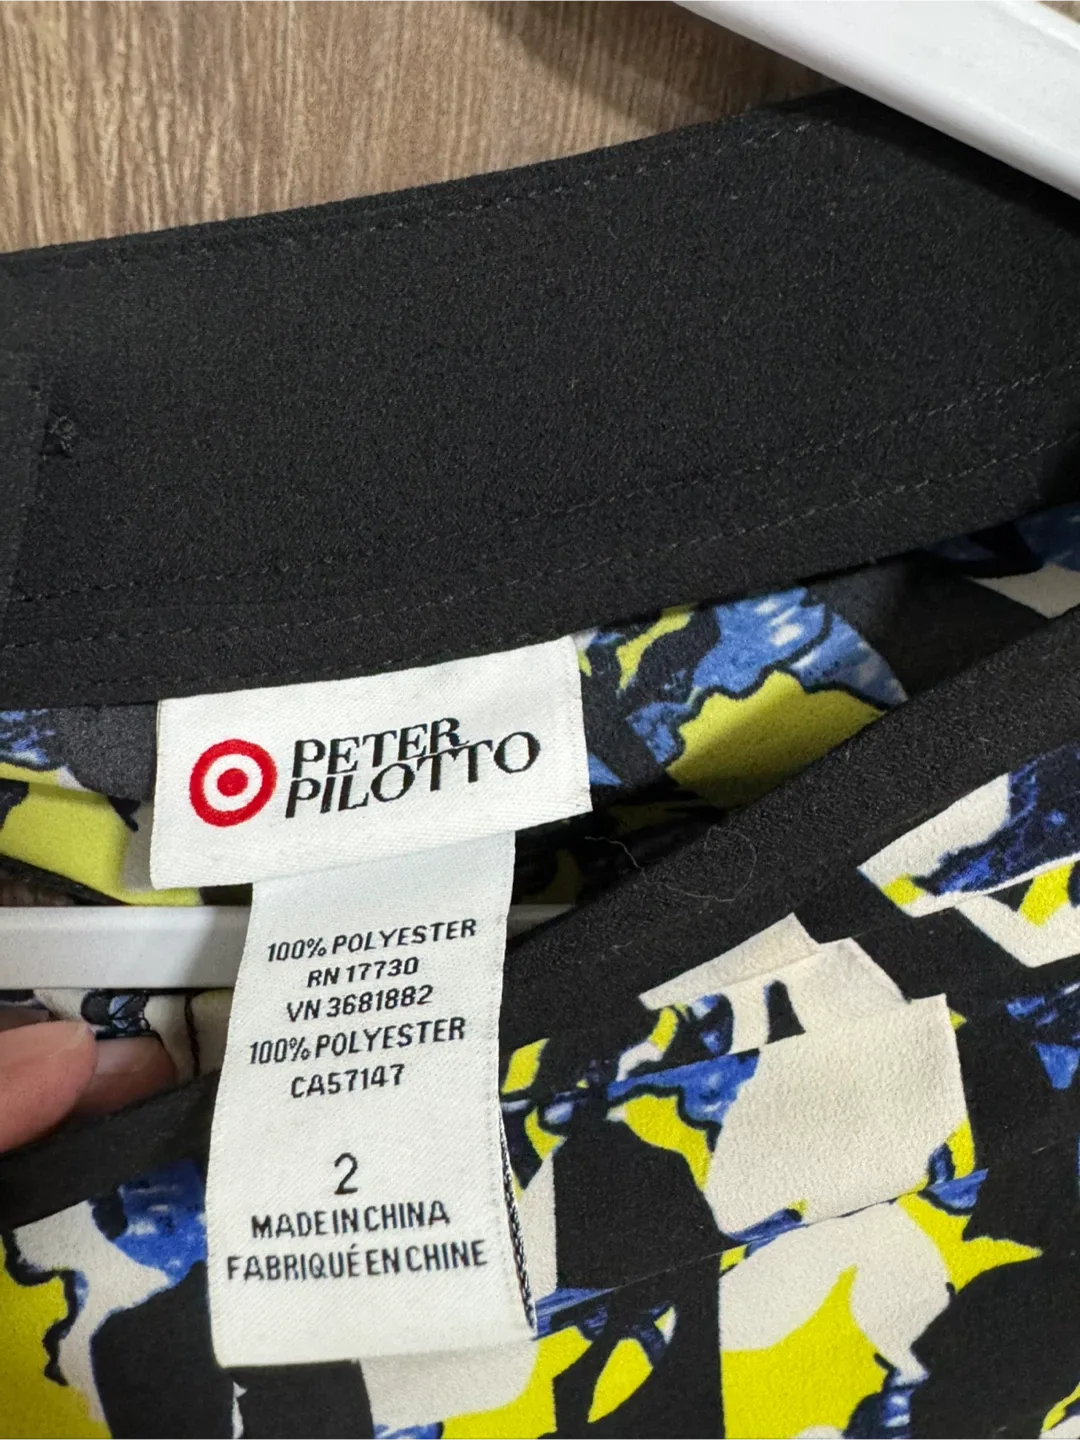 PETER
PILOTTO
100% POLYESTER
RN 17730
VN 3681882
100% POLYESTER
CA57147
2
MADE IN CHINA
FABRIQUÉ EN CHINE